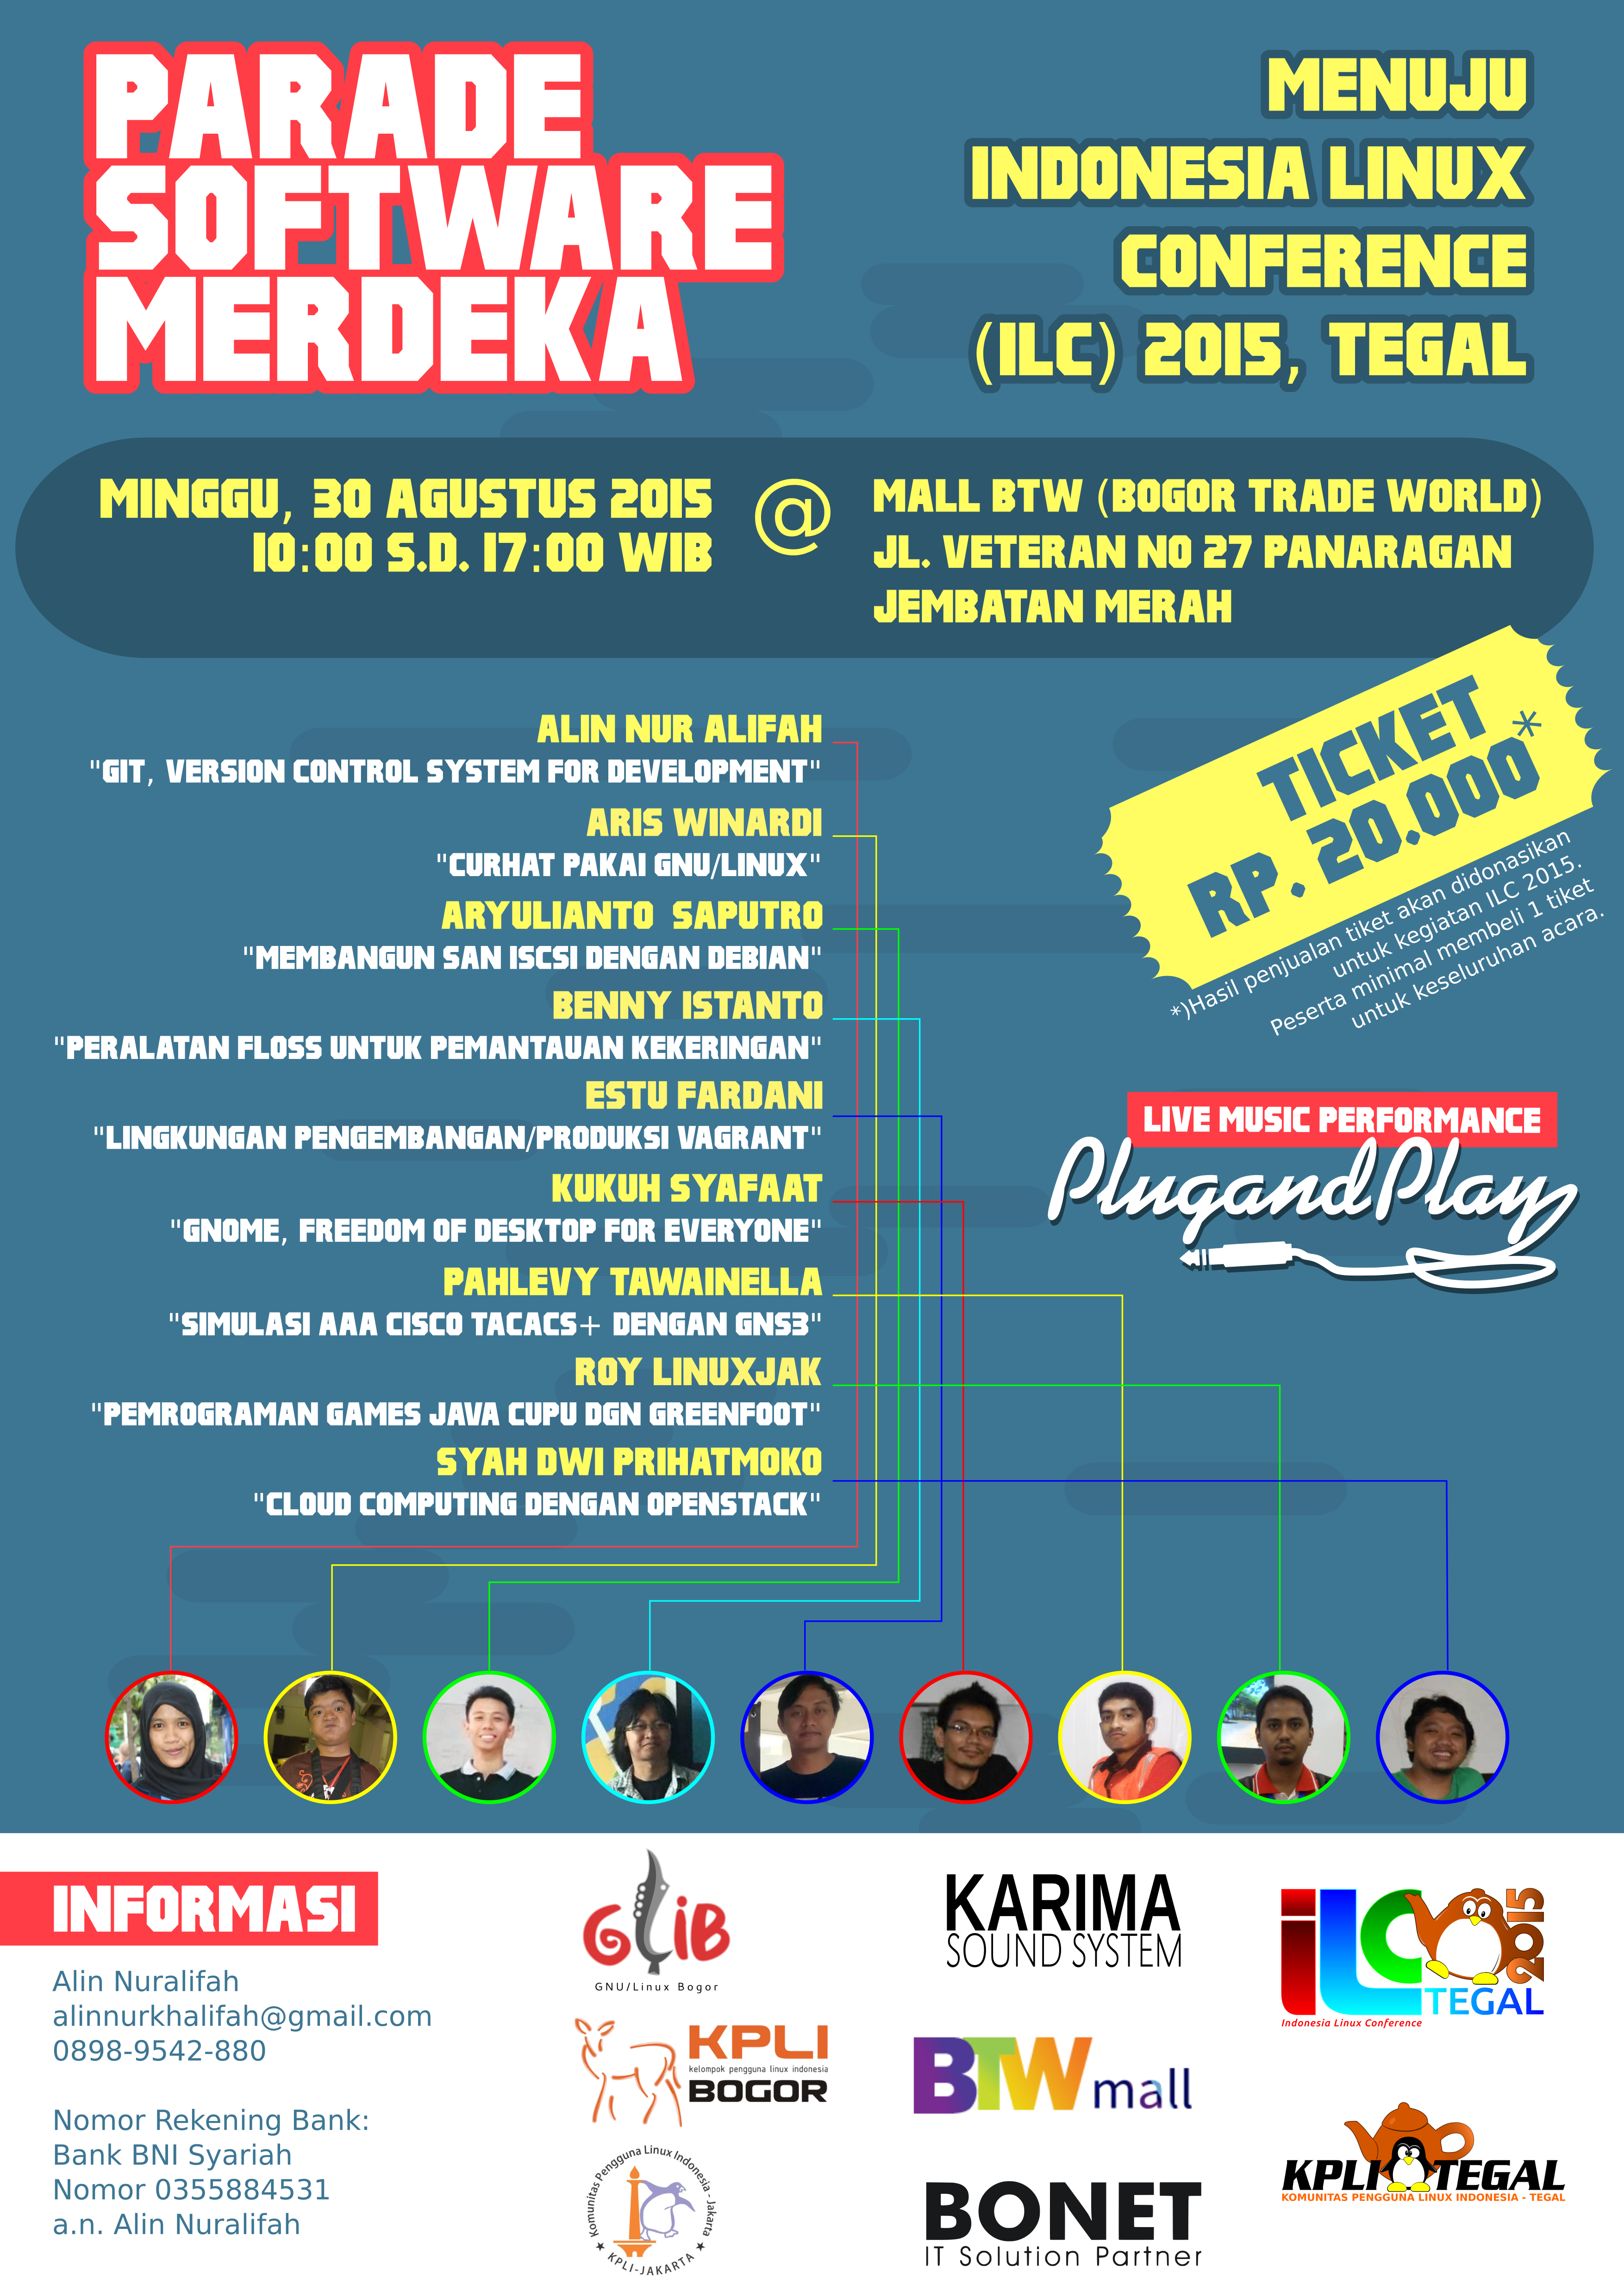 PARADE
SOFTWARE
MERDEKA
MENUJU
INDONESIA LINUX
CONFERENCE
(ILC) 2015, TEGAL
MINGGU, 30 AGUSTUS 2015
10:00 S.D. 17:00 WIB
@
MALL BTW (BOGOR TRADE WORLD)
JL. VETERAN NO 27 PANARAGAN
JEMBATAN MERAH
TICKET
RP. 20.000*
*)Hasil penjualan tiket akan didonasikan
untuk kegiatan ILC 2015.
Peserta minimal membeli 1 tiket
untuk keseluruhan acara.
ALIN NUR ALIFAH
"GIT, VERSION CONTROL SYSTEM FOR DEVELOPMENT"
ARIS WINARDI
"CURHAT PAKAI GNU/LINUX"
ARYULIANTO SAPUTRO
"MEMBANGUN SAN ISCSI DENGAN DEBIAN"
BENNY ISTANTO
"PERALATAN FLOSS UNTUK PEMANTAUAN KEKERINGAN"
ESTU FARDANI
"LINGKUNGAN PENGEMBANGAN/PRODUKSI VAGRANT"
KUKUH SYAFAAT
"GNOME, FREEDOM OF DESKTOP FOR EVERYONE"
PAHLEVY TAWAINELLA
"SIMULASI AAA CISCO TACACS+ DENGAN GNS3"
ROY LINUXJAK
"PEMROGRAMAN GAMES JAVA CUPU DGN GREENFOOT"
SYAH DWI PRIHATMOKO
"CLOUD COMPUTING DENGAN OPENSTACK"
LIVE MUSIC PERFORMANCE
PlugandPlay
INFORMASI
Alin Nuralifah
alinnurkhalifah@gmail.com
0898-9542-880
Nomor Rekening Bank:
Bank BNI Syariah
Nomor 0355884531
a.n. Alin Nuralifah
GLiB
GNU/Linux Bogor
KPLI
kelompok pengguna linux indonesia
BOGOR
Komunitas Pengguna Linux Indonesia - Jakarta
★ KPLI-JAKARTA ★
KARIMA
SOUND SYSTEM
BTW mall
BONET
IT Solution Partner
iLC 2015
TEGAL
Indonesia Linux Conference
KPLI TEGAL
KOMUNITAS PENGGUNA LINUX INDONESIA - TEGAL